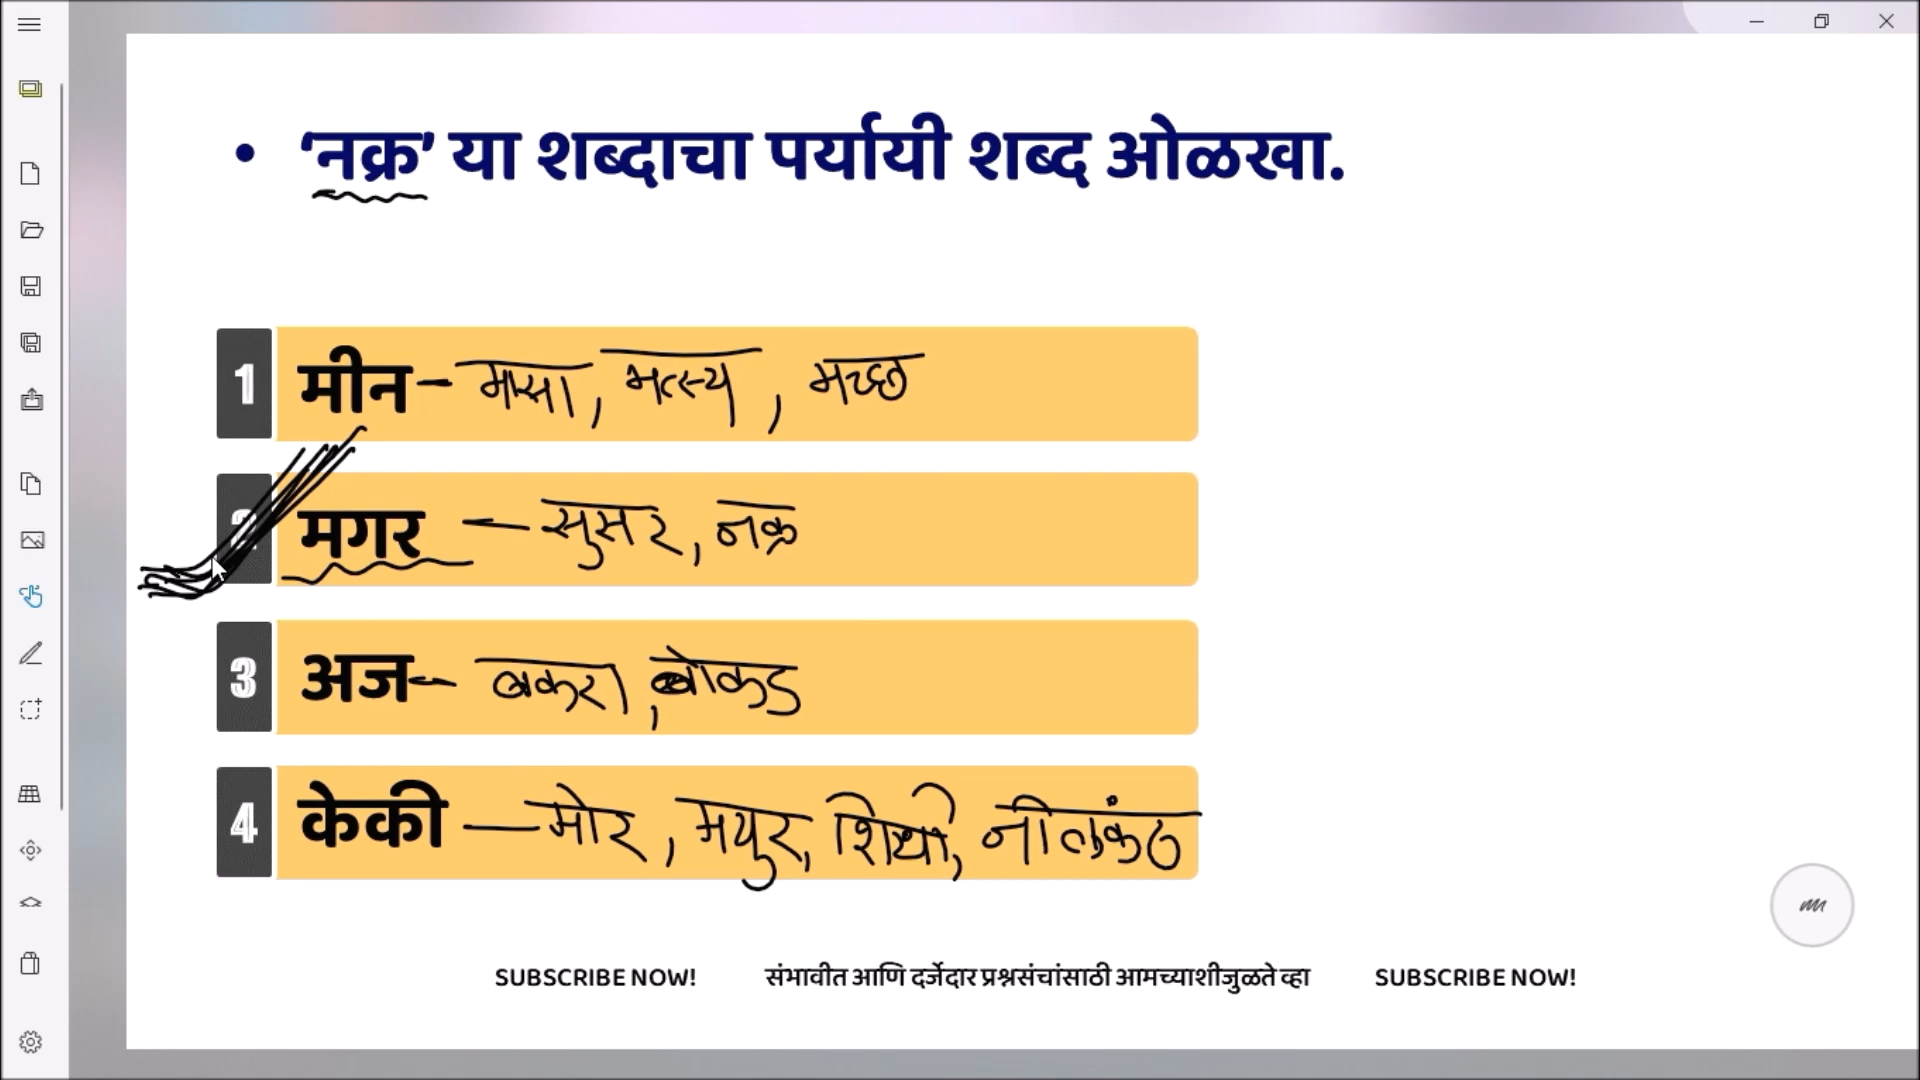 • ‘नक्र’ या शब्दाचा पर्यायी शब्द ओळखा.
1 मीन – मासा, मत्स्य, मच्छ
2 मगर — सुसर, नक्र
3 अज – बकरा, बोकड
4 केकी — मोर, मयुर, शिखी, नीलकंठ
SUBSCRIBE NOW! संभावीत आणि दर्जेदार प्रश्नसंचांसाठी आमच्याशीजुळते व्हा SUBSCRIBE NOW!